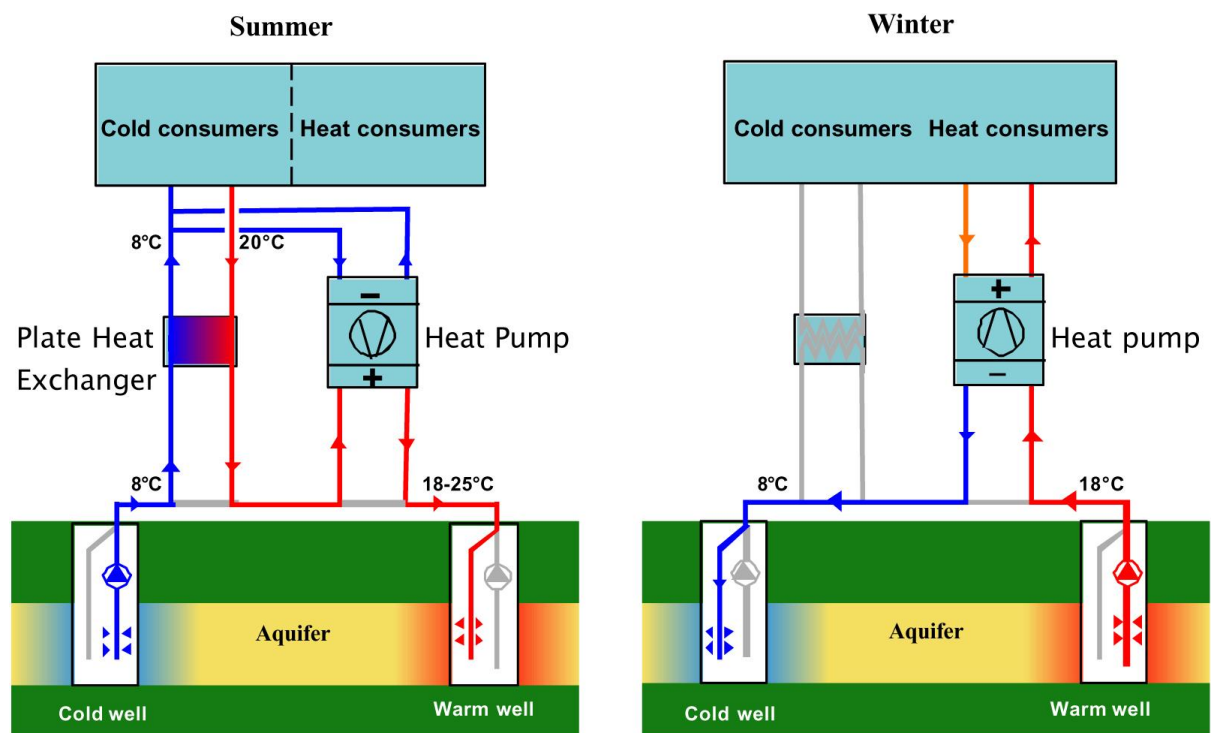 Summer
Cold consumers
Heat consumers
8°C
20°C
−
+
Plate Heat
Exchanger
Heat Pump
8°C
18-25°C
Aquifer
Cold well
Warm well
Winter
Cold consumers
Heat consumers
+
−
Heat pump
8°C
18°C
Aquifer
Cold well
Warm well